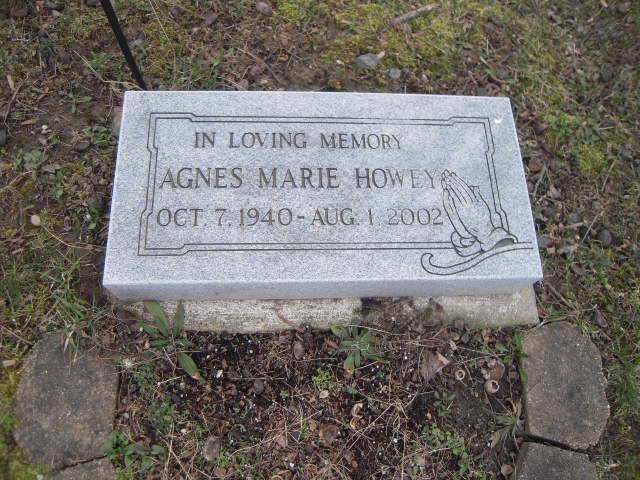 IN LOVING MEMORY
AGNES MARIE HOWEY
OCT. 7, 1940 - AUG. 1, 2002